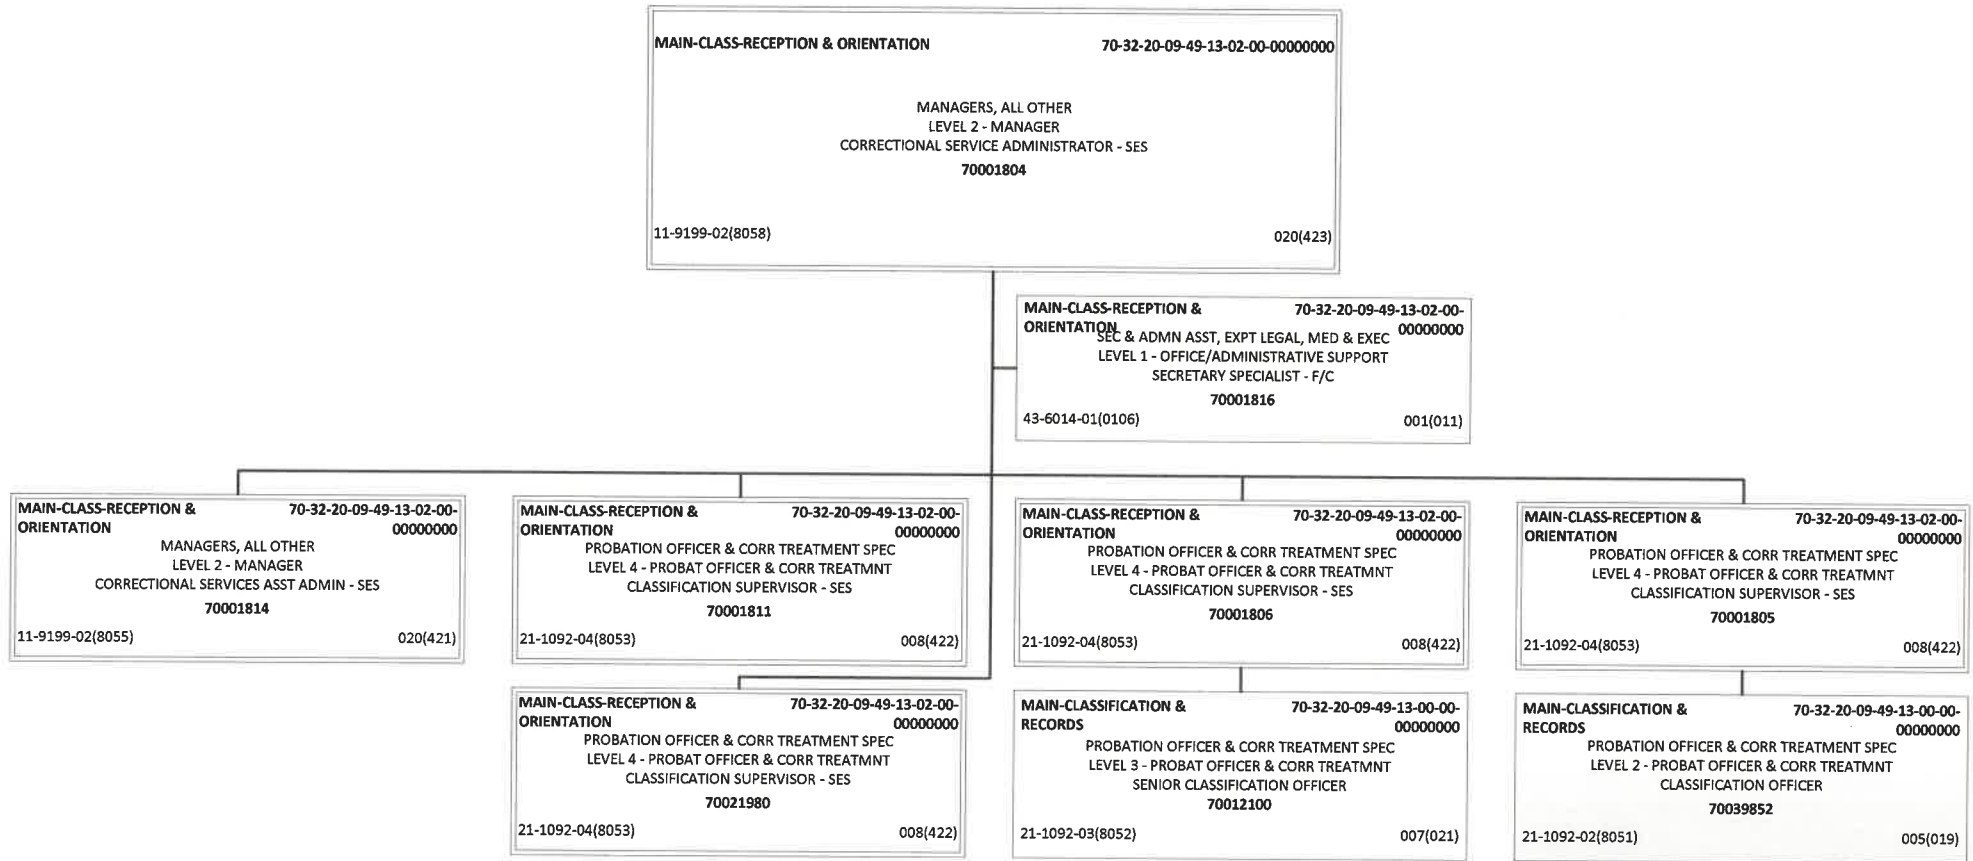 MAIN-CLASS-RECEPTION & ORIENTATION 70-32-20-09-49-13-02-00-00000000
MANAGERS, ALL OTHER
LEVEL 2 - MANAGER
CORRECTIONAL SERVICE ADMINISTRATOR - SES
70001804
11-9199-02(8058) 020(423)
MAIN-CLASS-RECEPTION & 70-32-20-09-49-13-02-00-
ORIENTATION 00000000
SEC & ADMN ASST, EXPT LEGAL, MED & EXEC
LEVEL 1 - OFFICE/ADMINISTRATIVE SUPPORT
SECRETARY SPECIALIST - F/C
70001816
43-6014-01(0106) 001(011)
MAIN-CLASS-RECEPTION & 70-32-20-09-49-13-02-00-
ORIENTATION 00000000
MANAGERS, ALL OTHER
LEVEL 2 - MANAGER
CORRECTIONAL SERVICES ASST ADMIN - SES
70001814
11-9199-02(8055) 020(421)
MAIN-CLASS-RECEPTION & 70-32-20-09-49-13-02-00-
ORIENTATION 00000000
PROBATION OFFICER & CORR TREATMENT SPEC
LEVEL 4 - PROBAT OFFICER & CORR TREATMNT
CLASSIFICATION SUPERVISOR - SES
70001811
21-1092-04(8053) 008(422)
MAIN-CLASS-RECEPTION & 70-32-20-09-49-13-02-00-
ORIENTATION 00000000
PROBATION OFFICER & CORR TREATMENT SPEC
LEVEL 4 - PROBAT OFFICER & CORR TREATMNT
CLASSIFICATION SUPERVISOR - SES
70001806
21-1092-04(8053) 008(422)
MAIN-CLASS-RECEPTION & 70-32-20-09-49-13-02-00-
ORIENTATION 00000000
PROBATION OFFICER & CORR TREATMENT SPEC
LEVEL 4 - PROBAT OFFICER & CORR TREATMNT
CLASSIFICATION SUPERVISOR - SES
70001805
21-1092-04(8053) 008(422)
MAIN-CLASS-RECEPTION & 70-32-20-09-49-13-02-00-
ORIENTATION 00000000
PROBATION OFFICER & CORR TREATMENT SPEC
LEVEL 4 - PROBAT OFFICER & CORR TREATMNT
CLASSIFICATION SUPERVISOR - SES
70021980
21-1092-04(8053) 008(422)
MAIN-CLASSIFICATION & 70-32-20-09-49-13-00-00-
RECORDS 00000000
PROBATION OFFICER & CORR TREATMENT SPEC
LEVEL 3 - PROBAT OFFICER & CORR TREATMNT
SENIOR CLASSIFICATION OFFICER
70012100
21-1092-03(8052) 007(021)
MAIN-CLASSIFICATION & 70-32-20-09-49-13-00-00-
RECORDS 00000000
PROBATION OFFICER & CORR TREATMENT SPEC
LEVEL 2 - PROBAT OFFICER & CORR TREATMNT
CLASSIFICATION OFFICER
70039852
21-1092-02(8051) 005(019)